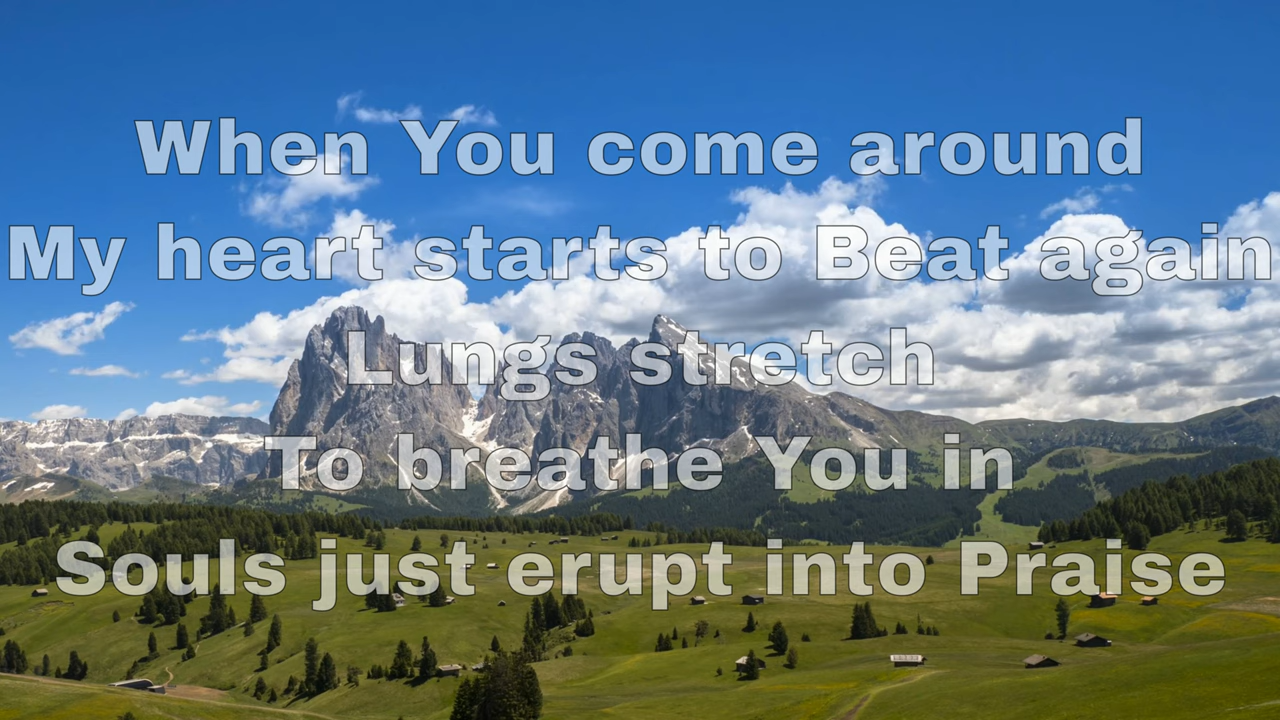 When You come around
My heart starts to Beat again
Lungs stretch
To breathe You in
Souls just erupt into Praise